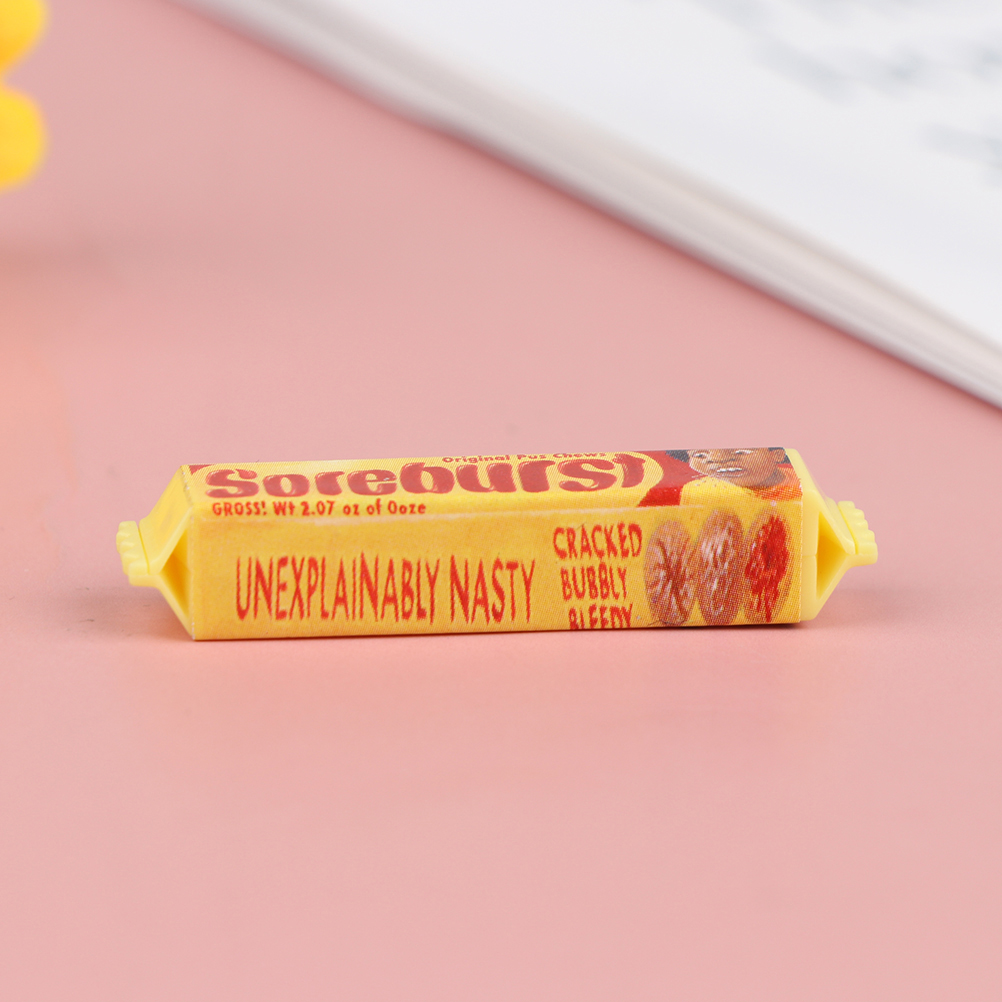 Original Pus Chews
Soreburst
GROSS! Wt 2.07 oz of Ooze
UNEXPLAINABLY NASTY
CRACKED
BUBBLY
BLEEDY